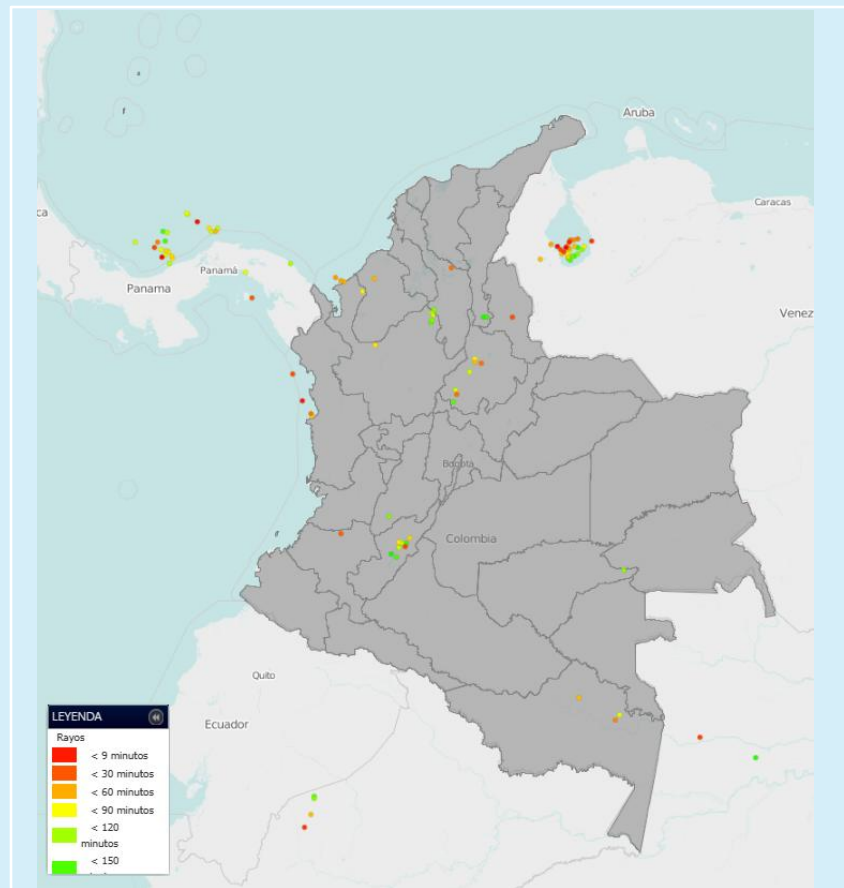 Aruba
Caracas
ca
Panamá
Panama
Venez
Bogotá
Colombia
Quito
Ecuador
LEYENDA
Rayos
< 9 minutos
< 30 minutos
< 60 minutos
< 90 minutos
< 120
minutos
< 150